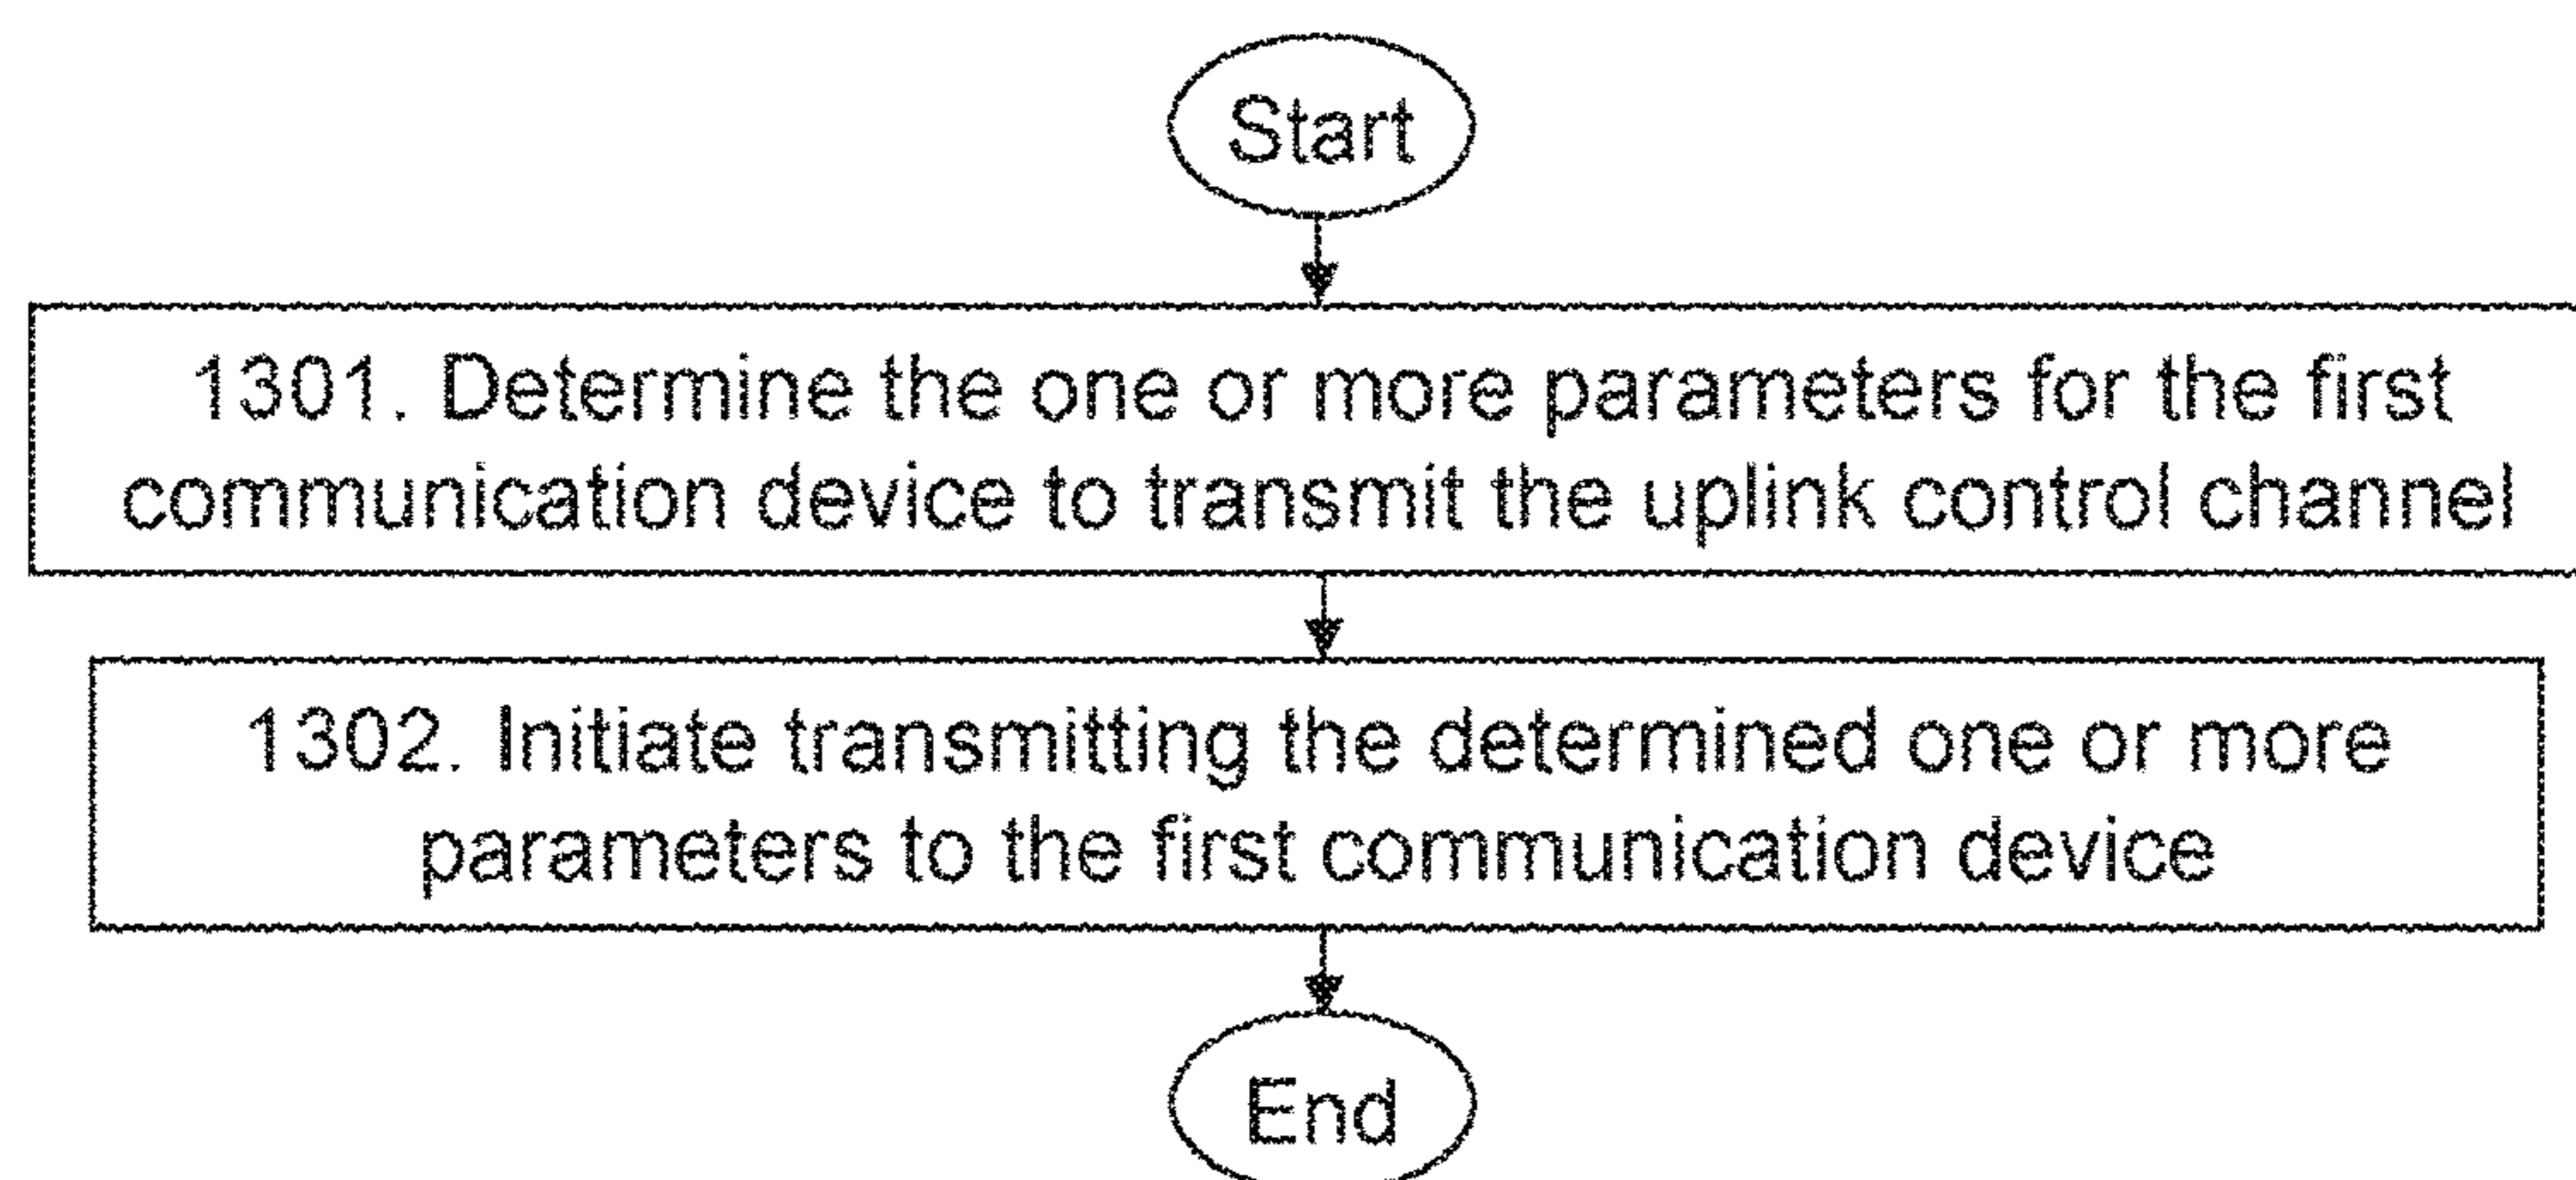 Start
1301. Determine the one or more parameters for the first
communication device to transmit the uplink control channel
1302. Initiate transmitting the determined one or more
parameters to the first communication device
End